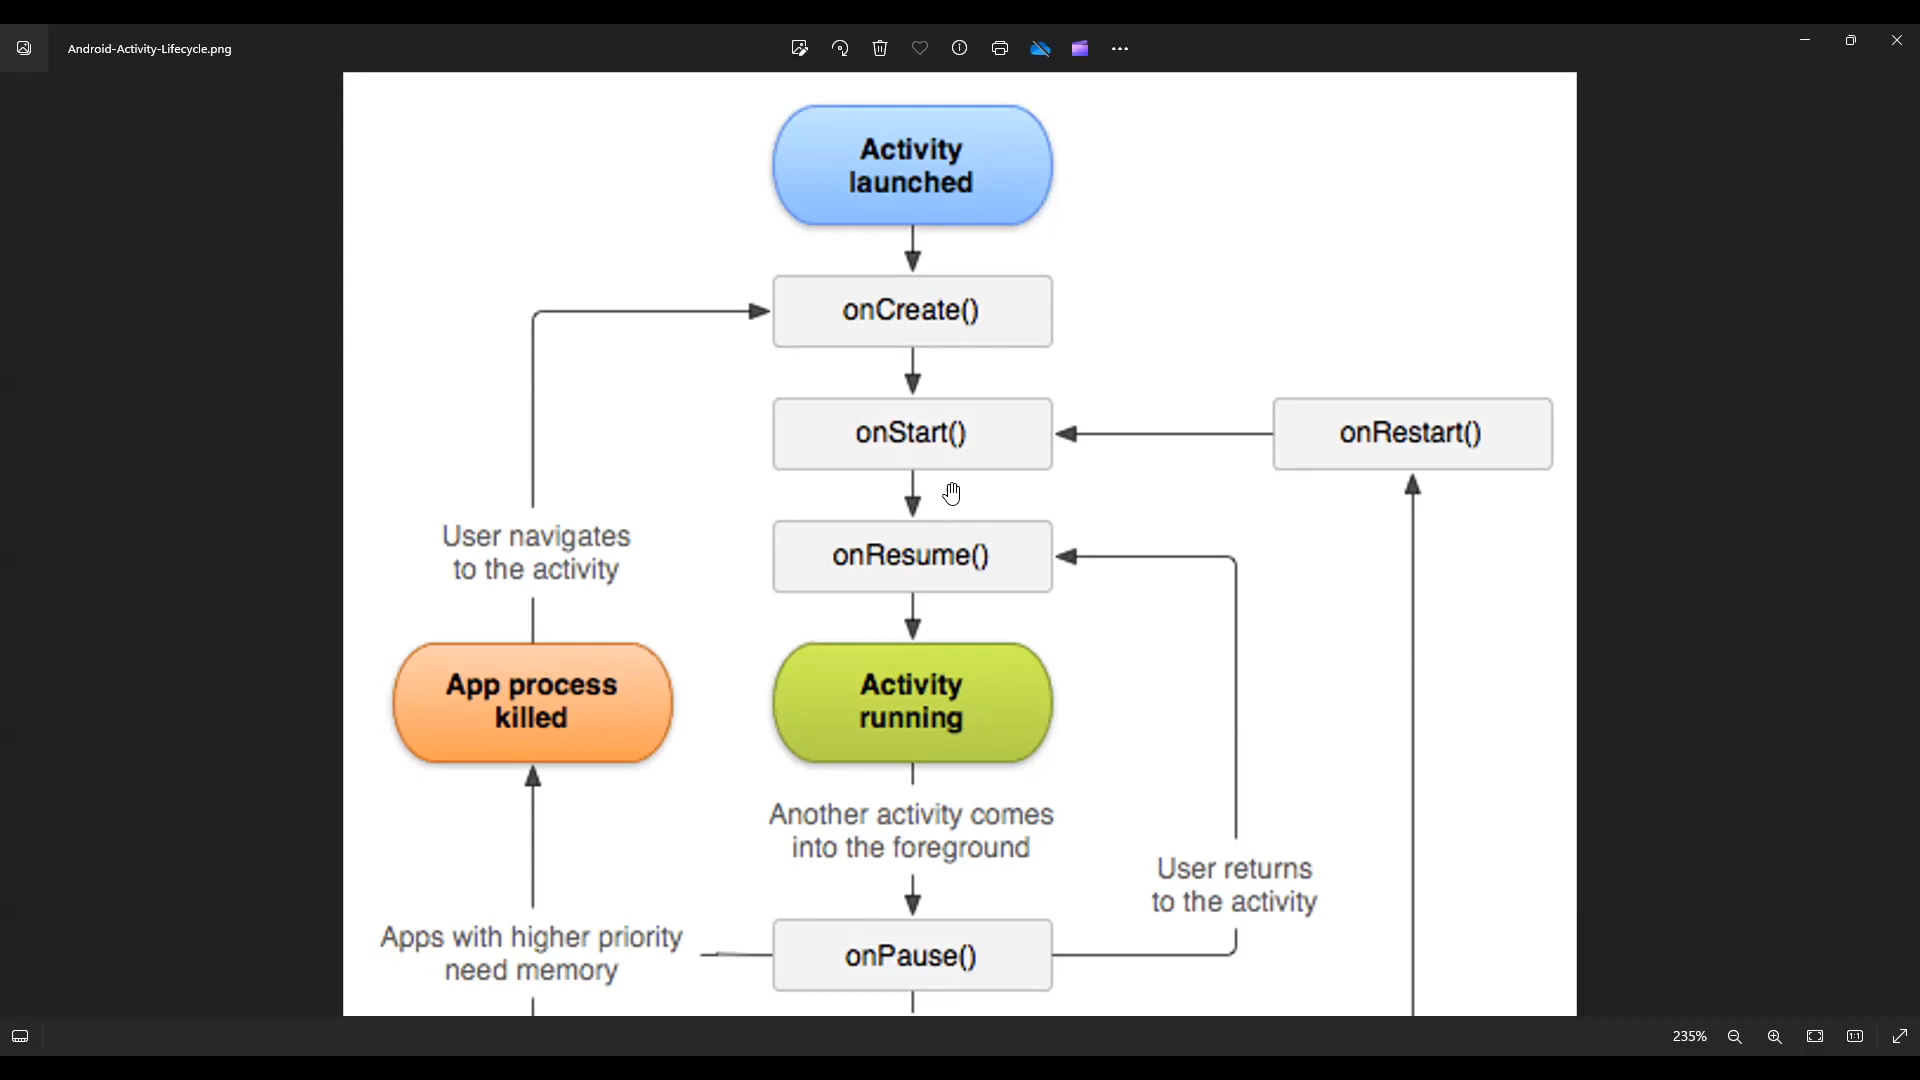 Android-Activity-Lifecycle.png
Activity
launched
onCreate()
onStart()
onRestart()
User navigates
to the activity
onResume()
App process
killed
Activity
running
Another activity comes
into the foreground
User returns
to the activity
Apps with higher priority
need memory
onPause()
235%
1:1